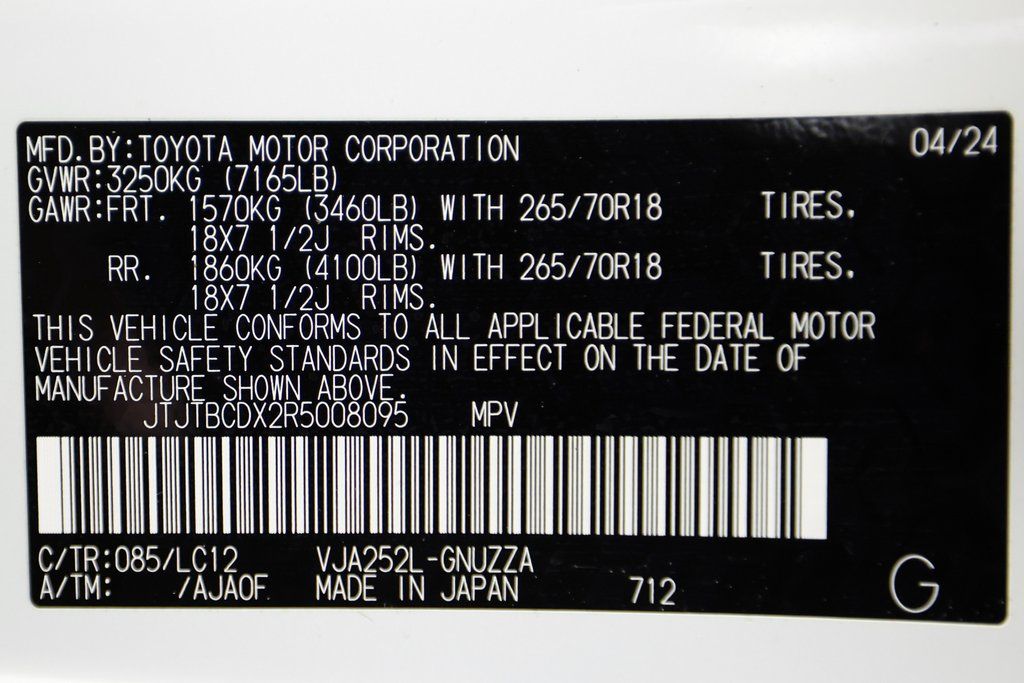 MFD.BY:TOYOTA MOTOR CORPORATION 04/24
GVWR:3250KG (7165LB)
GAWR:FRT. 1570KG (3460LB) WITH 265/70R18 TIRES.
18X7 1/2J RIMS.
RR. 1860KG (4100LB) WITH 265/70R18 TIRES.
18X7 1/2J RIMS.
THIS VEHICLE CONFORMS TO ALL APPLICABLE FEDERAL MOTOR
VEHICLE SAFETY STANDARDS IN EFFECT ON THE DATE OF
MANUFACTURE SHOWN ABOVE.
JTJTBCDX2R5008095 MPV
C/TR:085/LC12 VJA252L-GNUZZA
A/TM: /AJA0F MADE IN JAPAN 712 G